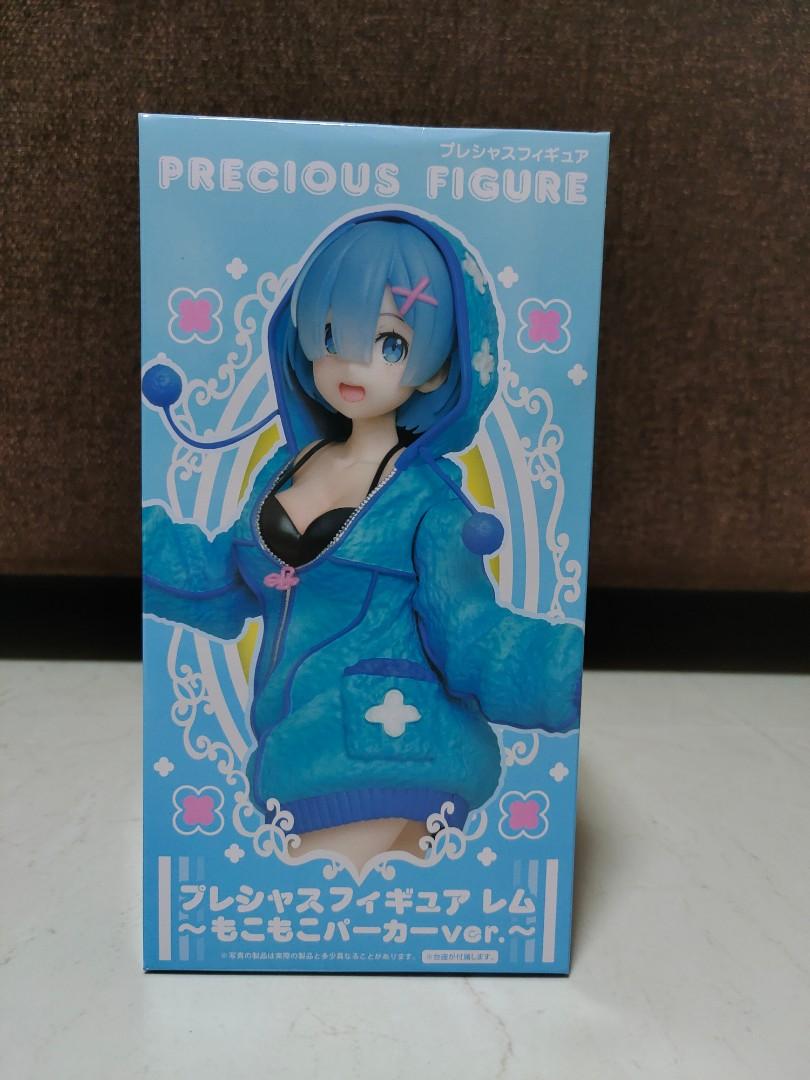 プレシャスフィギュア
PRECIOUS FIGURE
プレシャスフィギュア レム
～もこもこパーカーver.～
※写真の製品は実際の製品と多少異なることがあります。 ※台座が付属します。